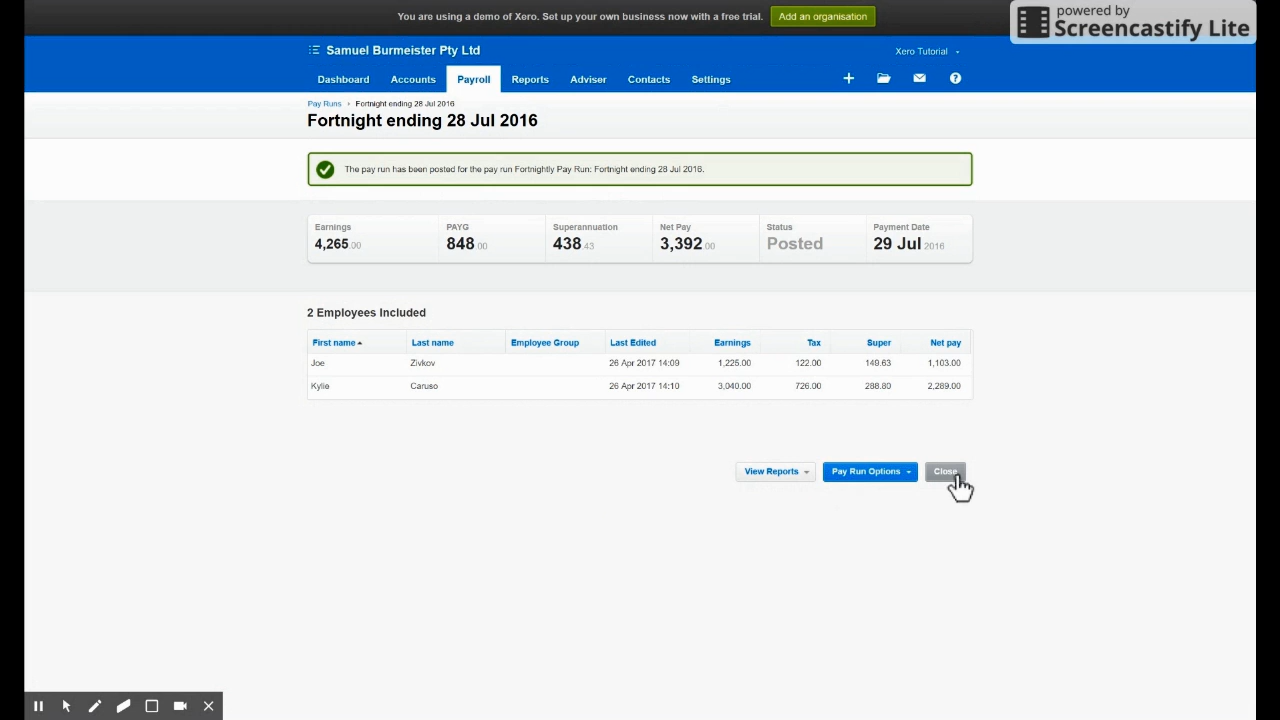 You are using a demo of Xero. Set up your own business now with a free trial. Add an organisation
powered by
Screencastify Lite
Samuel Burmeister Pty Ltd
Xero Tutorial
Dashboard Accounts Payroll Reports Adviser Contacts Settings
Pay Runs › Fortnight ending 28 Jul 2016
Fortnight ending 28 Jul 2016
The pay run has been posted for the pay run Fortnightly Pay Run: Fortnight ending 28 Jul 2016.
Earnings PAYG Superannuation Net Pay Status Payment Date
4,265.00 848.00 438.43 3,392.00 Posted 29 Jul 2016
2 Employees Included
First name Last name Employee Group Last Edited Earnings Tax Super Net pay
Joe Zivkov 26 Apr 2017 14:09 1,225.00 122.00 149.63 1,103.00
Kylie Caruso 26 Apr 2017 14:10 3,040.00 726.00 288.80 2,289.00
View Reports Pay Run Options Close